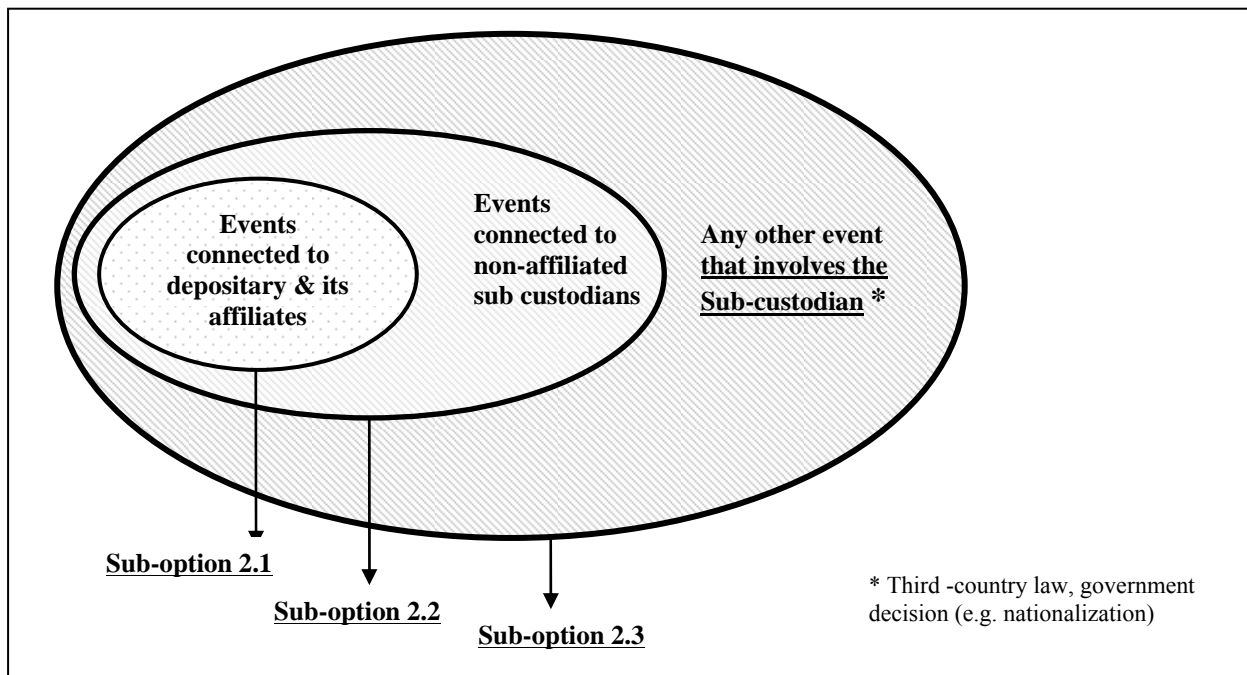 Events
connected to
depositary & its
affiliates
Events
connected to
non-affiliated
sub custodians
Any other event
that involves the
Sub-custodian *
Sub-option 2.1
Sub-option 2.2
Sub-option 2.3
* Third -country law, government
decision (e.g. nationalization)